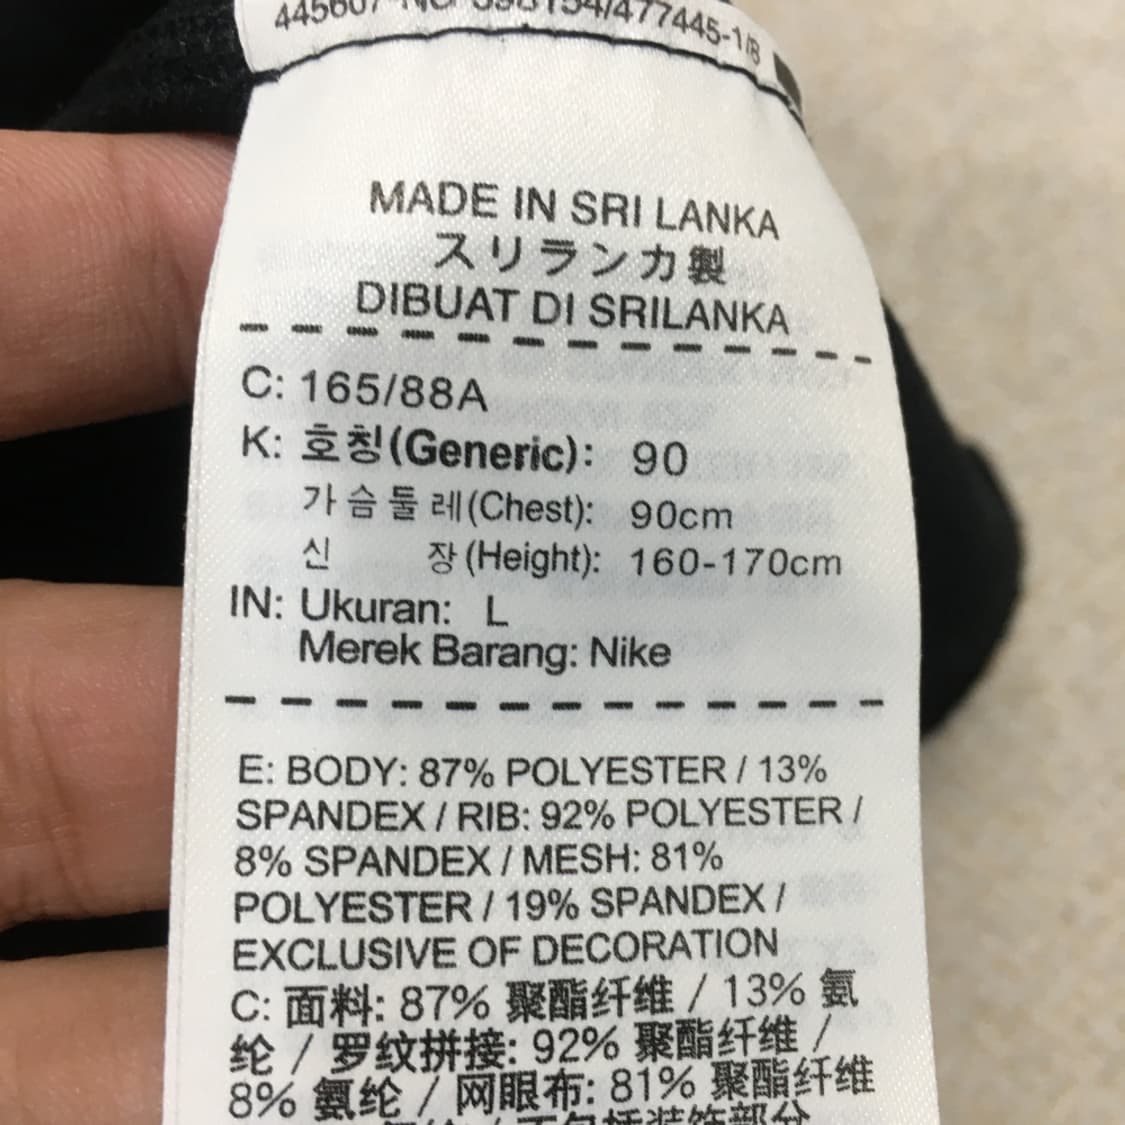 477445-1/8
MADE IN SRI LANKA
スリランカ製
DIBUAT DI SRILANKA
C: 165/88A
K: 호칭(Generic): 90
가슴둘레(Chest): 90cm
신 장(Height): 160-170cm
IN: Ukuran: L
Merek Barang: Nike
E: BODY: 87% POLYESTER / 13%
SPANDEX / RIB: 92% POLYESTER /
8% SPANDEX / MESH: 81%
POLYESTER / 19% SPANDEX /
EXCLUSIVE OF DECORATION
C: 面料: 87% 聚酯纤维 / 13% 氨
纶 / 罗纹拼接: 92% 聚酯纤维 /
8% 氨纶 / 网眼布: 81% 聚酯纤维